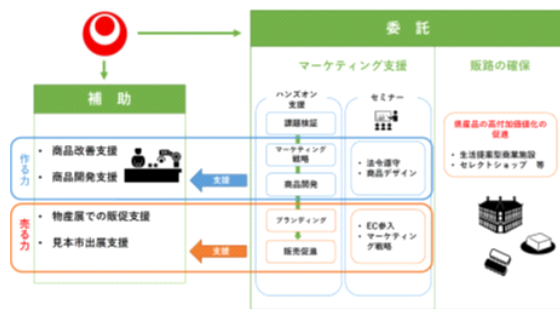 委託
マーケティング支援
販路の確保
補助
ハンズオン
支援
セミナー
課題検証
県産品の高付加価値化の
促進
作る力
・ 商品改善支援
・ 商品開発支援
支援
マーケティング
戦略
商品開発
・ 法令遵守
・ 商品デザイン
・ 生活提案型商業施設
・ セレクトショップ 等
売る力
・ 物産展での販促支援
・ 見本市出展支援
支援
ブランディング
販売促進
・ EC参入
・ マーケティン
グ戦略